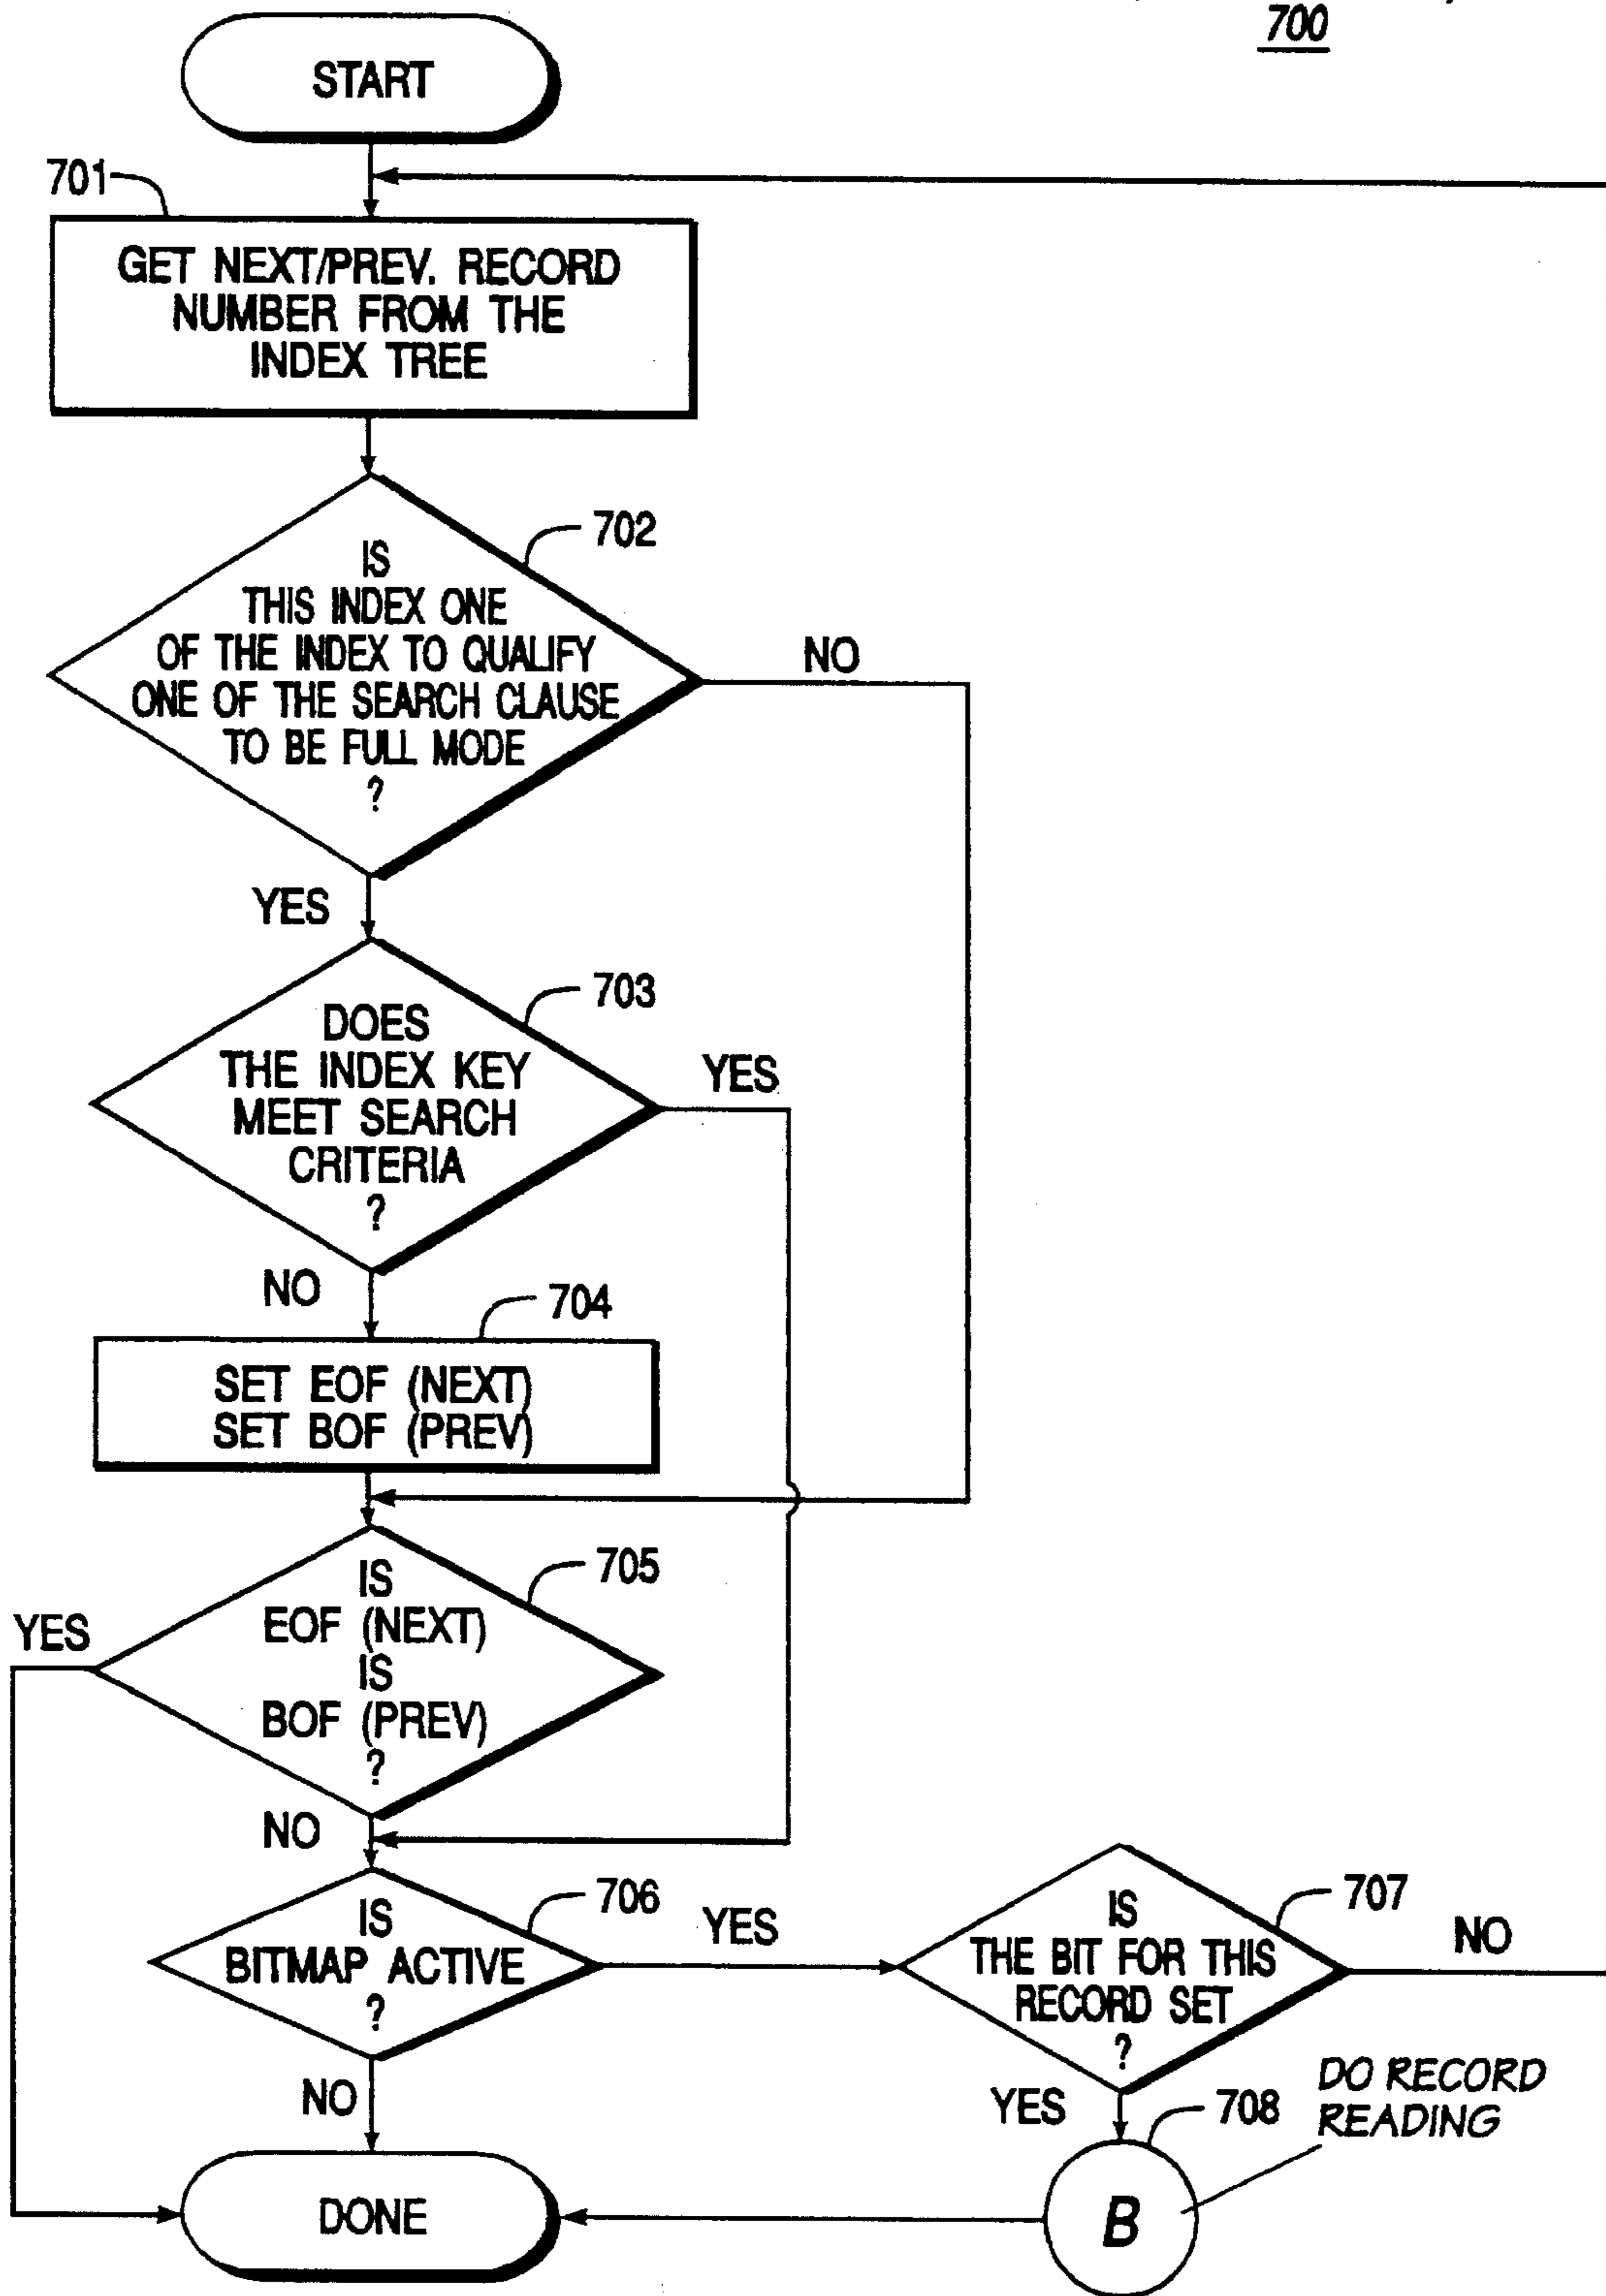 700
START
701
GET NEXT/PREV. RECORD
NUMBER FROM THE
INDEX TREE
702
IS
THIS INDEX ONE
OF THE INDEX TO QUALIFY
ONE OF THE SEARCH CLAUSE
TO BE FULL MODE
?
NO
YES
703
DOES
THE INDEX KEY
MEET SEARCH
CRITERIA
?
YES
NO
704
SET EOF (NEXT)
SET BOF (PREV)
705
IS
EOF (NEXT)
IS
BOF (PREV)
?
YES
NO
706
IS
BITMAP ACTIVE
?
YES
707
IS
THE BIT FOR THIS
RECORD SET
?
NO
NO
YES
708
DO RECORD
READING
DONE
B